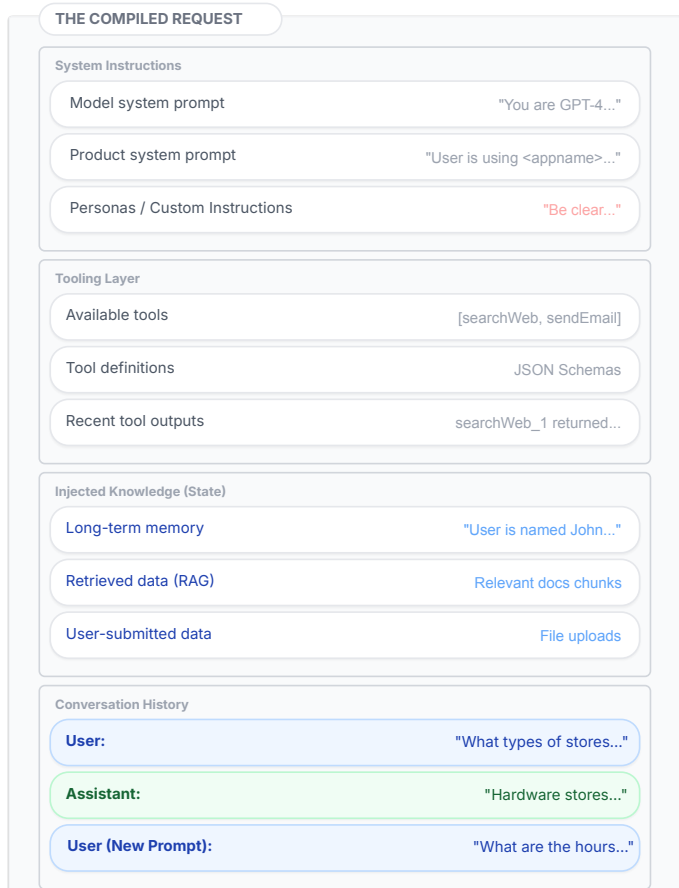 THE COMPILED REQUEST
System Instructions
Model system prompt "You are GPT-4..."
Product system prompt "User is using <appname>..."
Personas / Custom Instructions "Be clear..."
Tooling Layer
Available tools [searchWeb, sendEmail]
Tool definitions JSON Schemas
Recent tool outputs searchWeb_1 returned...
Injected Knowledge (State)
Long-term memory "User is named John..."
Retrieved data (RAG) Relevant docs chunks
User-submitted data File uploads
Conversation History
User: "What types of stores..."
Assistant: "Hardware stores..."
User (New Prompt): "What are the hours..."